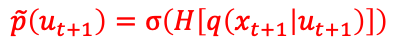 p̃(u_{t+1}) = σ(H[q(x_{t+1}|u_{t+1})])